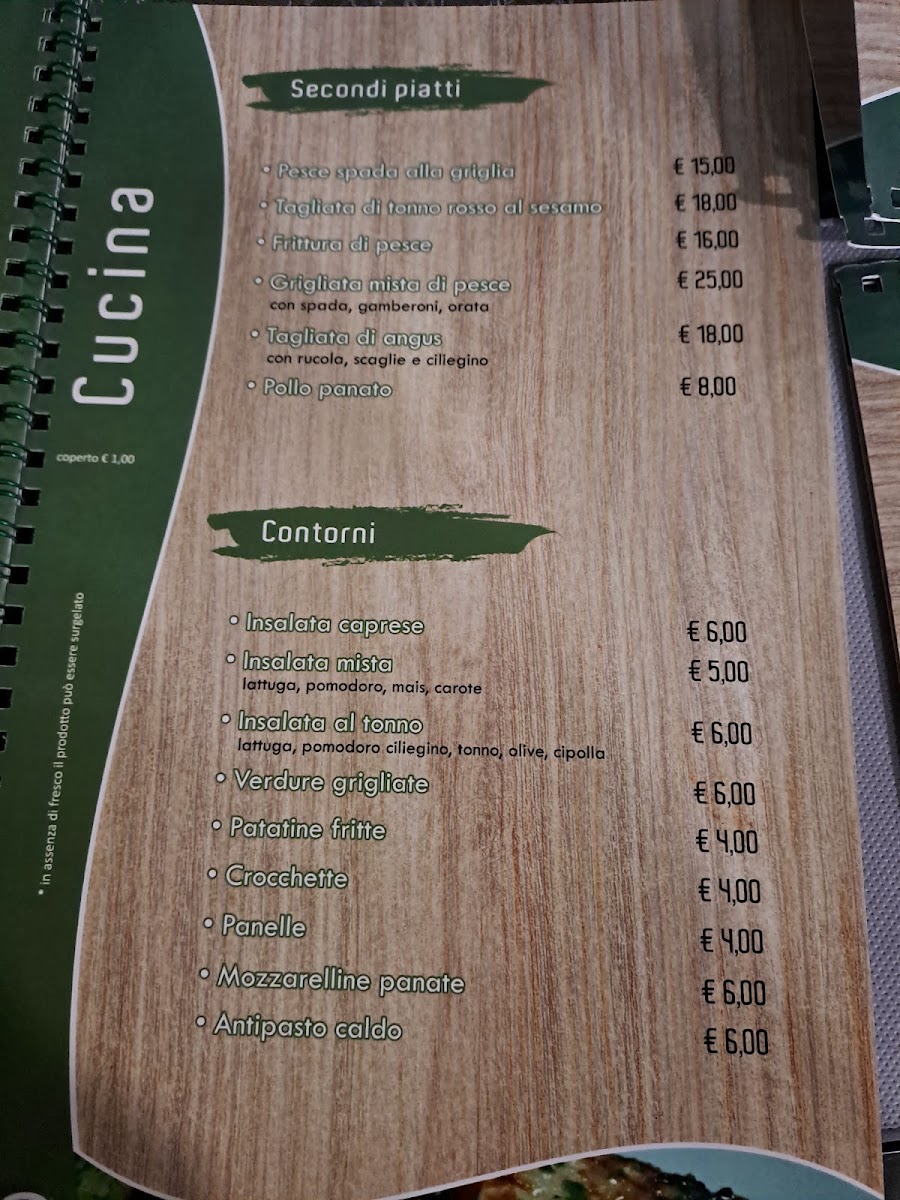 Cucina
coperto € 1,00
* in assenza di fresco il prodotto può essere surgelato
Secondi piatti
• Pesce spada alla griglia € 15,00
• Tagliata di tonno rosso al sesamo € 18,00
• Frittura di pesce € 16,00
• Grigliata mista di pesce € 25,00
con spada, gamberoni, orata
• Tagliata di angus € 18,00
con rucola, scaglie e ciliegino
• Pollo panato € 8,00
Contorni
• Insalata caprese € 6,00
• Insalata mista € 5,00
lattuga, pomodoro, mais, carote
• Insalata al tonno € 6,00
lattuga, pomodoro ciliegino, tonno, olive, cipolla
• Verdure grigliate € 6,00
• Patatine fritte € 4,00
• Crocchette € 4,00
• Panelle € 4,00
• Mozzarelline panate € 6,00
• Antipasto caldo € 6,00